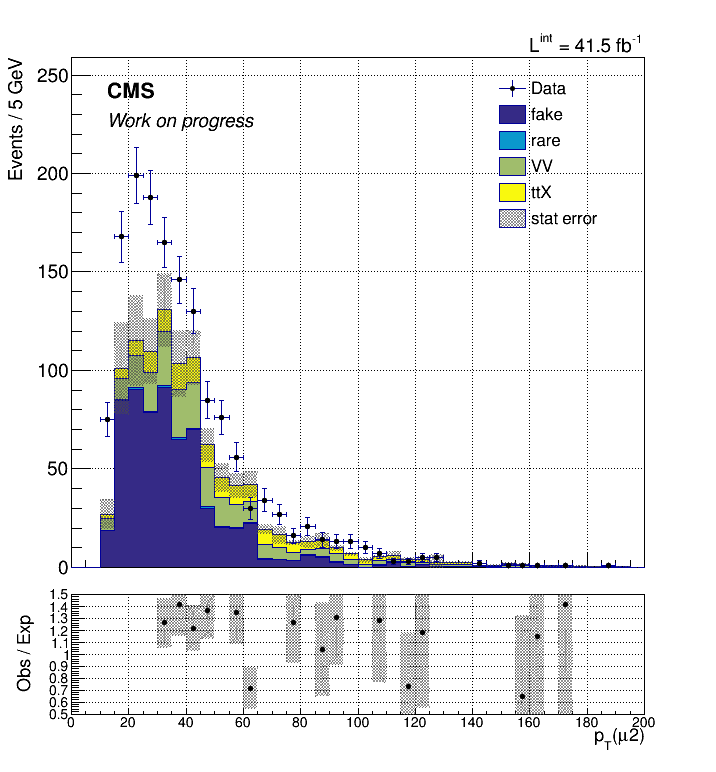 L^int = 41.5 fb^-1
Events / 5 GeV
250
200
150
100
50
0
CMS
Work on progress
Data
fake
rare
VV
ttX
stat error
Obs / Exp
1.5
1.4
1.3
1.2
1.1
1
0.9
0.8
0.7
0.6
0.5
0 20 40 60 80 100 120 140 160 180 200
p_T(μ2)